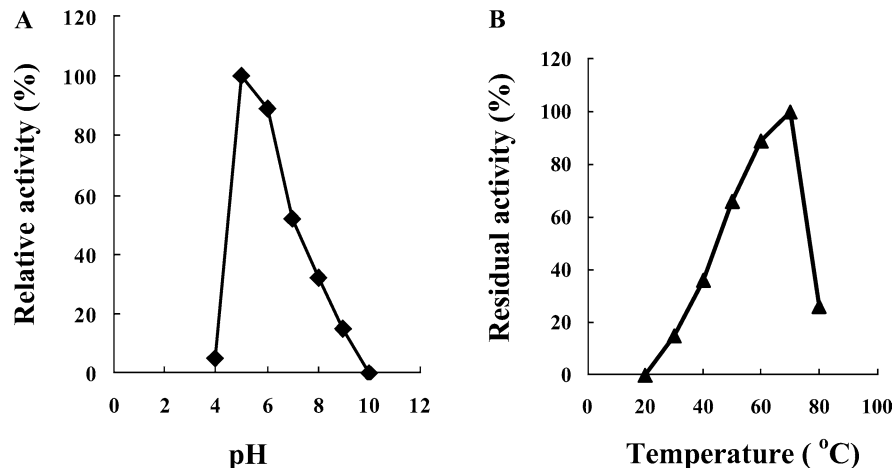 A
Relative activity (%)
120
100
80
60
40
20
0
0 2 4 6 8 10 12
pH
B
Residual activity (%)
120
100
80
60
40
20
0
0 20 40 60 80 100
Temperature ( °C)